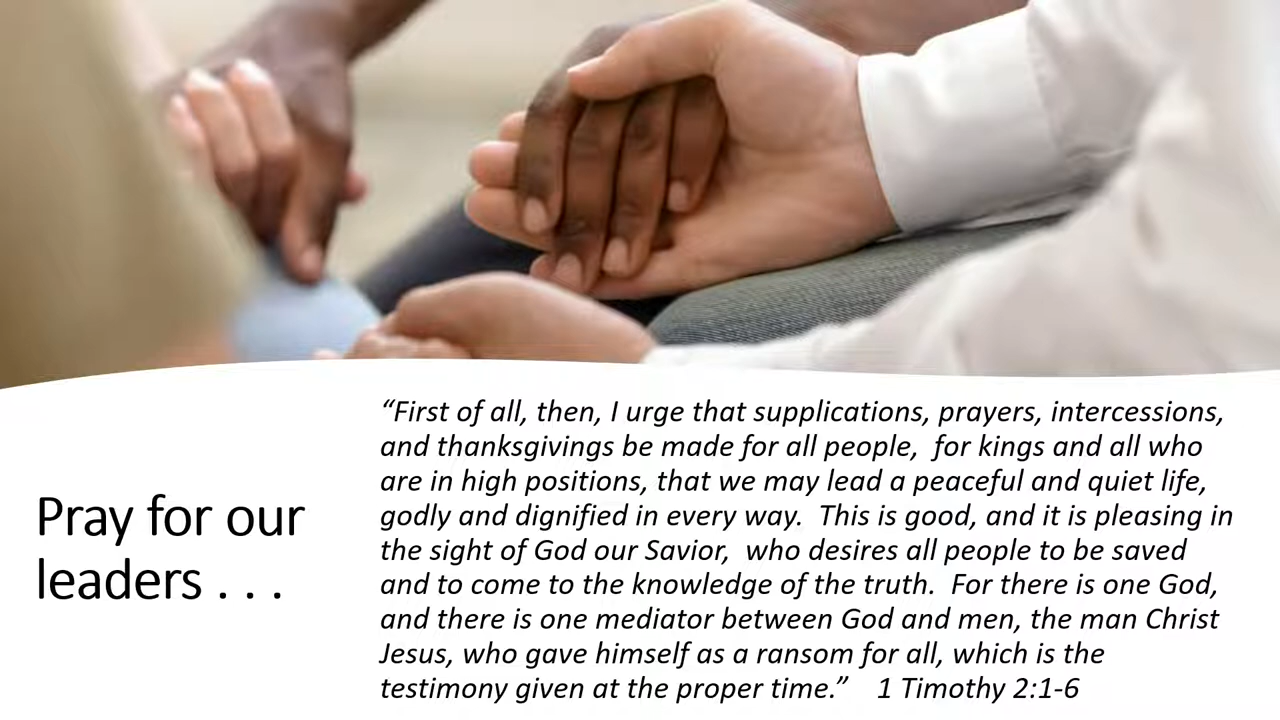 Pray for our
leaders . . .
“First of all, then, I urge that supplications, prayers, intercessions,
and thanksgivings be made for all people,  for kings and all who
are in high positions, that we may lead a peaceful and quiet life,
godly and dignified in every way.  This is good, and it is pleasing in
the sight of God our Savior,  who desires all people to be saved
and to come to the knowledge of the truth.  For there is one God,
and there is one mediator between God and men, the man Christ
Jesus, who gave himself as a ransom for all, which is the
testimony given at the proper time.”    1 Timothy 2:1-6